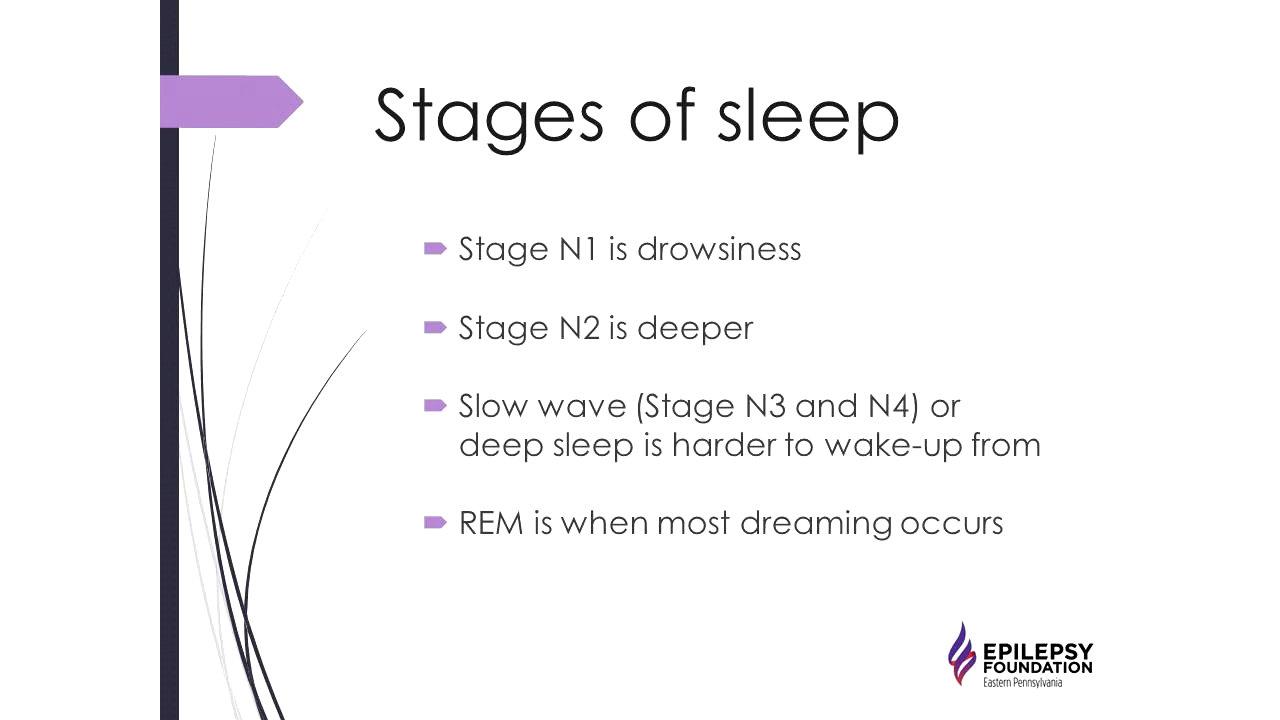 Stages of sleep
Stage N1 is drowsiness
Stage N2 is deeper
Slow wave (Stage N3 and N4) or
deep sleep is harder to wake-up from
REM is when most dreaming occurs
EPILEPSY
FOUNDATION
Eastern Pennsylvania